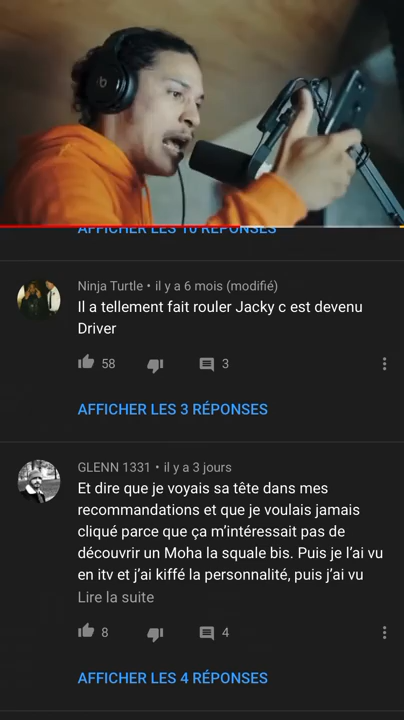 AFFICHER LES 10 RÉPONSES
Ninja Turtle • il y a 6 mois (modifié)
Il a tellement fait rouler Jacky c est devenu
Driver
58
3
AFFICHER LES 3 RÉPONSES
GLENN 1331 • il y a 3 jours
Et dire que je voyais sa tête dans mes
recommandations et que je voulais jamais
cliqué parce que ça m’intéressait pas de
découvrir un Moha la squale bis. Puis je l’ai vu
en itv et j’ai kiffé la personnalité, puis j’ai vu
Lire la suite
8
4
AFFICHER LES 4 RÉPONSES